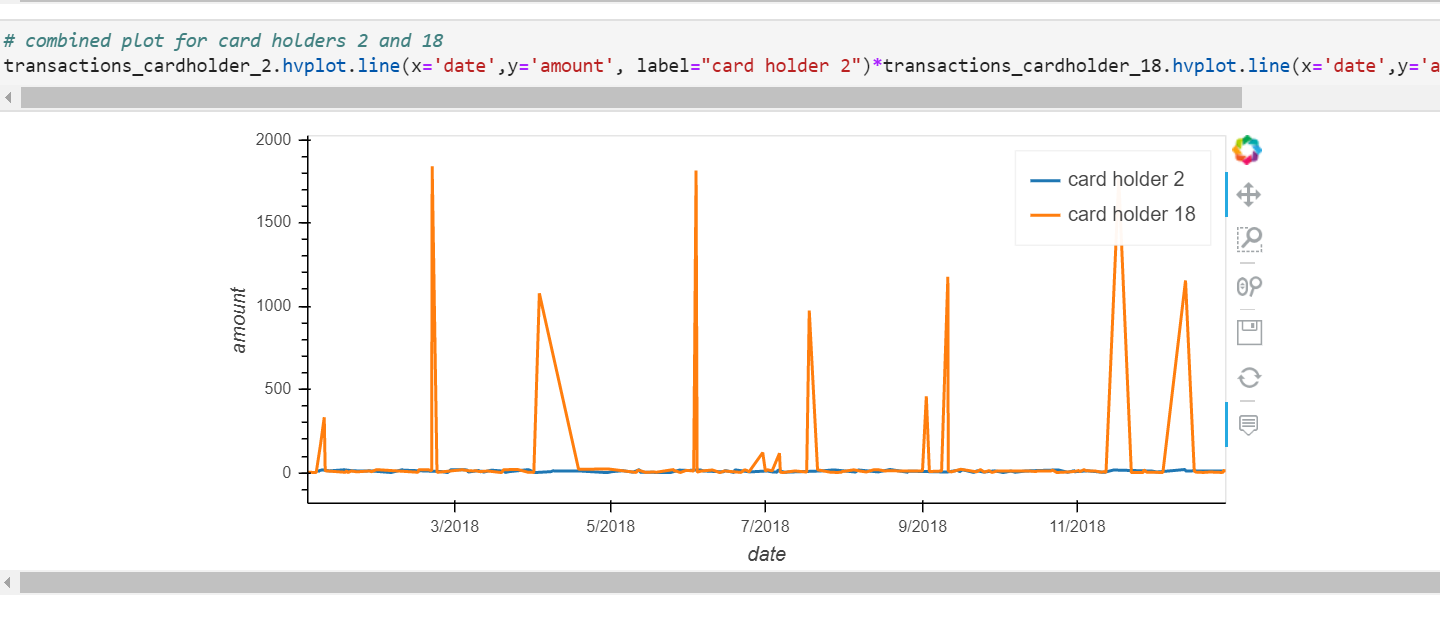 # combined plot for card holders 2 and 18
transactions_cardholder_2.hvplot.line(x='date',y='amount', label="card holder 2")*transactions_cardholder_18.hvplot.line(x='date',y='a
2000
1500
1000
500
0
amount
card holder 2
card holder 18
3/2018
5/2018
7/2018
9/2018
11/2018
date